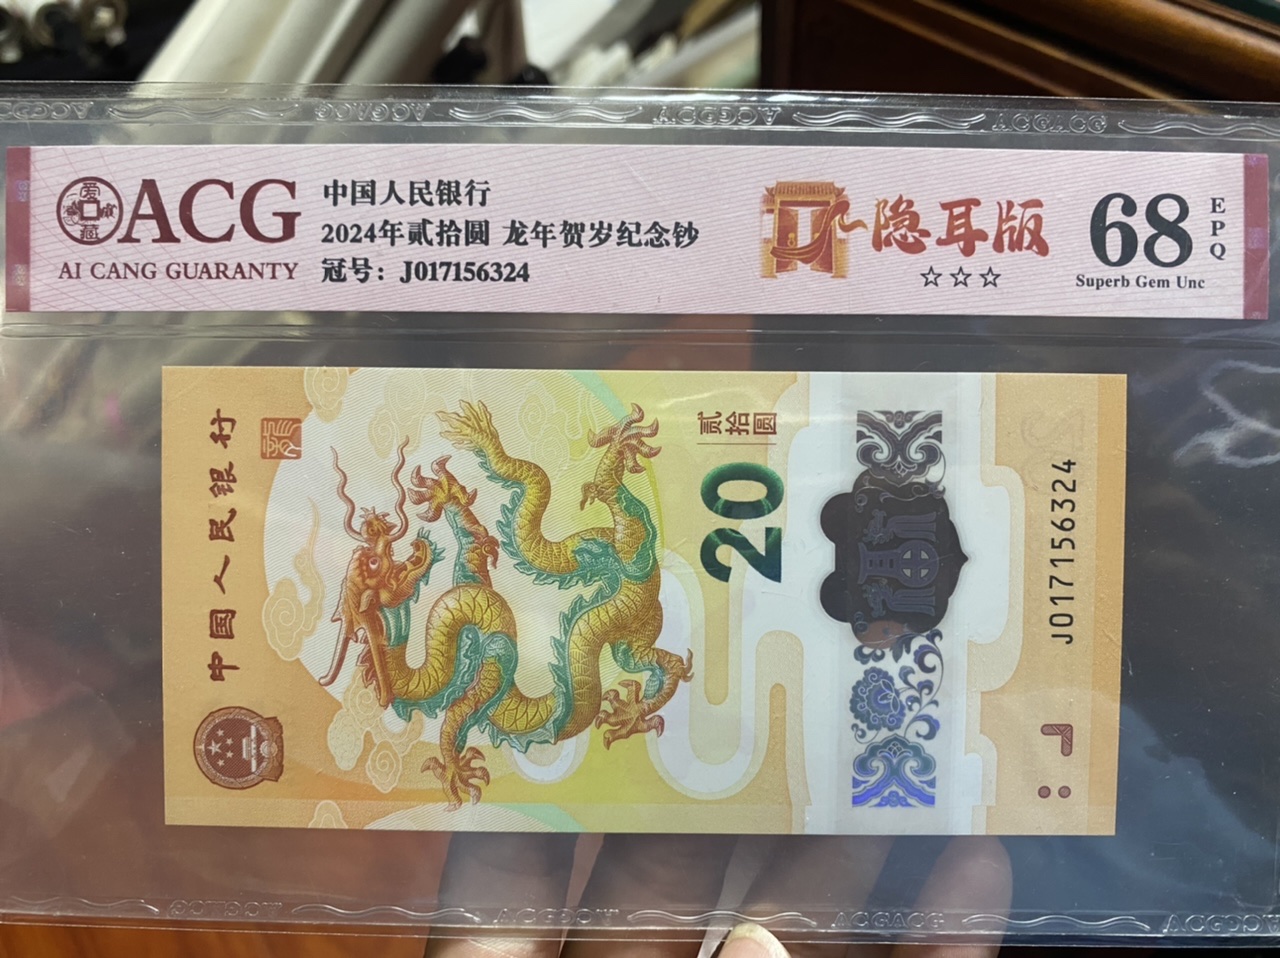 ACG
AI CANG GUARANTY
爱
藏
中国人民银行
2024年贰拾圆 龙年贺岁纪念钞
冠号：J017156324
隐耳版
☆☆☆
68
EPQ
Superb Gem Unc
中国人民银行
贰拾圆
20
J017156324